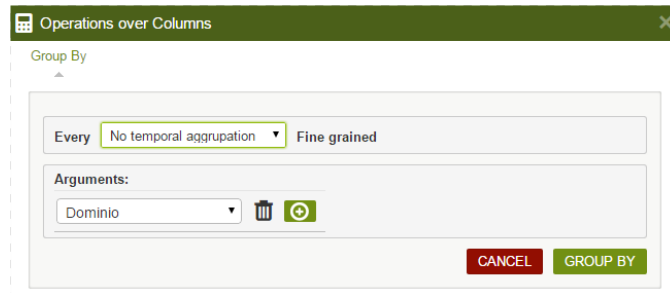 Operations over Columns
Group By
Every No temporal aggrupation Fine grained
Arguments:
Dominio
CANCEL GROUP BY